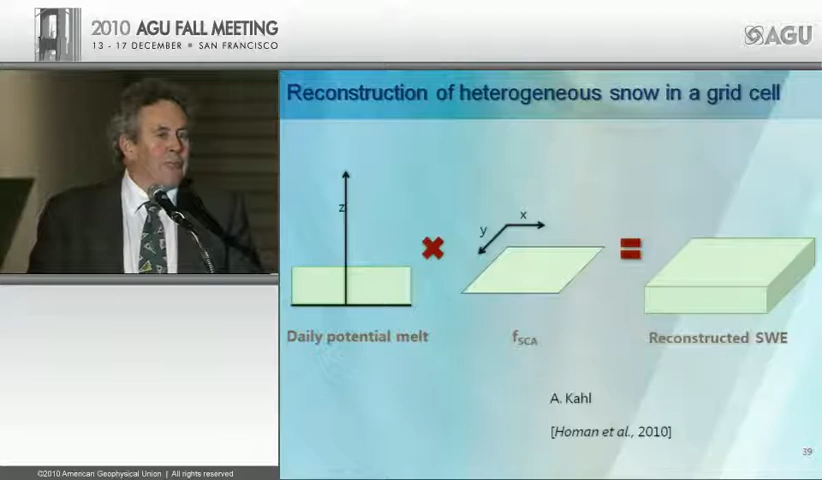 2010 AGU FALL MEETING
13 - 17 DECEMBER ■ SAN FRANCISCO
AGU
Reconstruction of heterogeneous snow in a grid cell
z
y
x
Daily potential melt
fSCA
Reconstructed SWE
A. Kahl
[Homan et al., 2010]
39
©2010 American Geophysical Union | All rights reserved